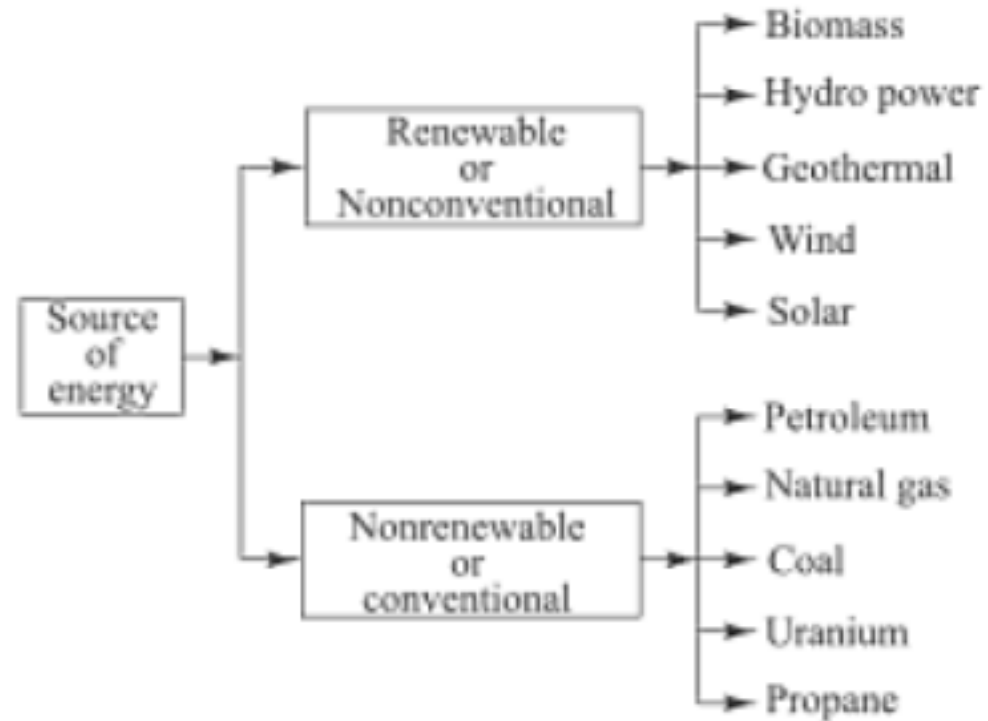 Source
of
energy
Renewable
or
Nonconventional
Biomass
Hydro power
Geothermal
Wind
Solar
Nonrenewable
or
conventional
Petroleum
Natural gas
Coal
Uranium
Propane